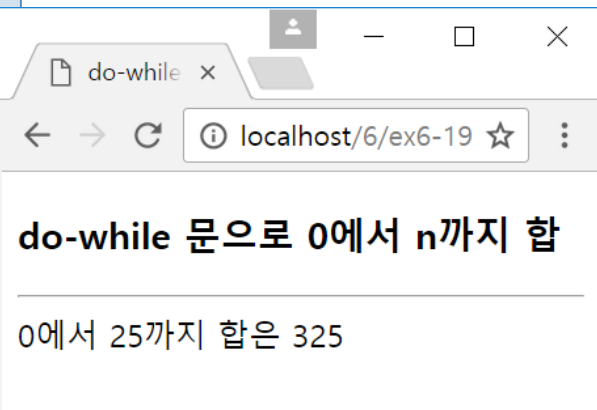 do-while
localhost/6/ex6-19
do-while 문으로 0에서 n까지 합
0에서 25까지 합은 325